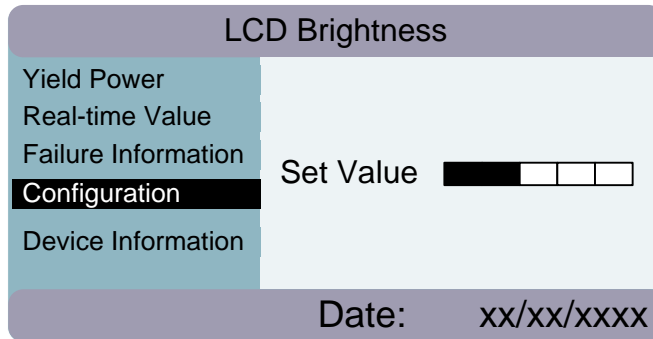 LCD Brightness
Yield Power
Real-time Value
Failure Information
Configuration
Device Information
Set Value
Date: xx/xx/xxxx